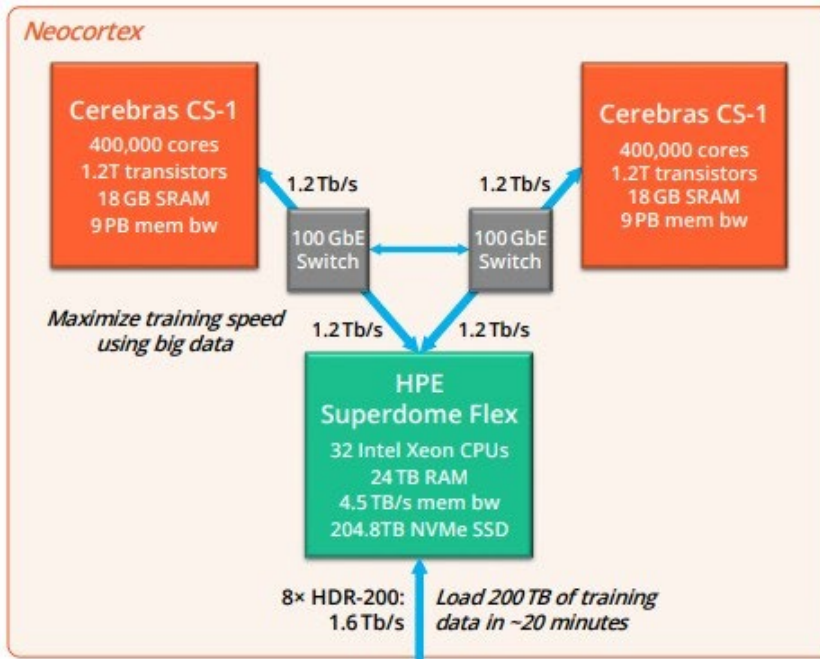 Neocortex
Cerebras CS-1
400,000 cores
1.2T transistors
18 GB SRAM
9 PB mem bw
Cerebras CS-1
400,000 cores
1.2T transistors
18 GB SRAM
9 PB mem bw
1.2 Tb/s
1.2 Tb/s
100 GbE
Switch
100 GbE
Switch
Maximize training speed
using big data
1.2 Tb/s
1.2 Tb/s
HPE
Superdome Flex
32 Intel Xeon CPUs
24 TB RAM
4.5 TB/s mem bw
204.8TB NVMe SSD
8× HDR-200:
1.6 Tb/s
Load 200 TB of training
data in ~20 minutes